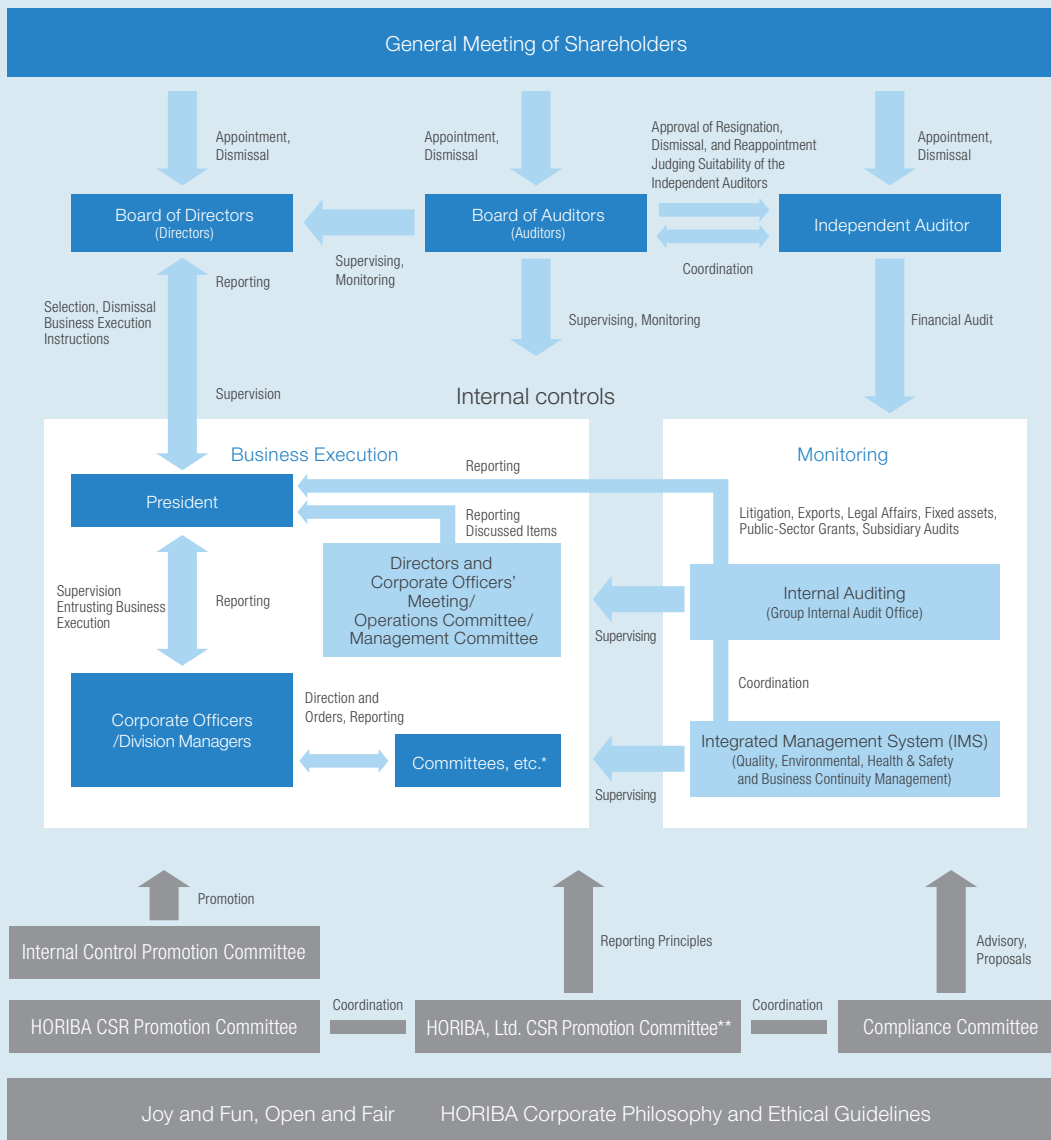 General Meeting of Shareholders
Appointment,
Dismissal
Appointment,
Dismissal
Approval of Resignation,
Dismissal, and Reappointment
Judging Suitability of the
Independent Auditors
Appointment,
Dismissal
Board of Directors
(Directors)
Board of Auditors
(Auditors)
Independent Auditor
Supervising,
Monitoring
Coordination
Reporting
Selection, Dismissal
Business Execution
Instructions
Supervising, Monitoring
Financial Audit
Supervision
Internal controls
Business Execution
Monitoring
Reporting
President
Reporting
Discussed Items
Litigation, Exports, Legal Affairs, Fixed assets,
Public-Sector Grants, Subsidiary Audits
Directors and
Corporate Officers’
Meeting/
Operations Committee/
Management Committee
Supervision
Entrusting Business
Execution
Reporting
Internal Auditing
(Group Internal Audit Office)
Supervising
Coordination
Direction and
Orders, Reporting
Corporate Officers
/Division Managers
Committees, etc.*
Integrated Management System (IMS)
(Quality, Environmental, Health & Safety
and Business Continuity Management)
Supervising
Promotion
Internal Control Promotion Committee
Reporting Principles
Advisory,
Proposals
HORIBA CSR Promotion Committee
Coordination
HORIBA, Ltd. CSR Promotion Committee**
Coordination
Compliance Committee
Joy and Fun, Open and Fair HORIBA Corporate Philosophy and Ethical Guidelines